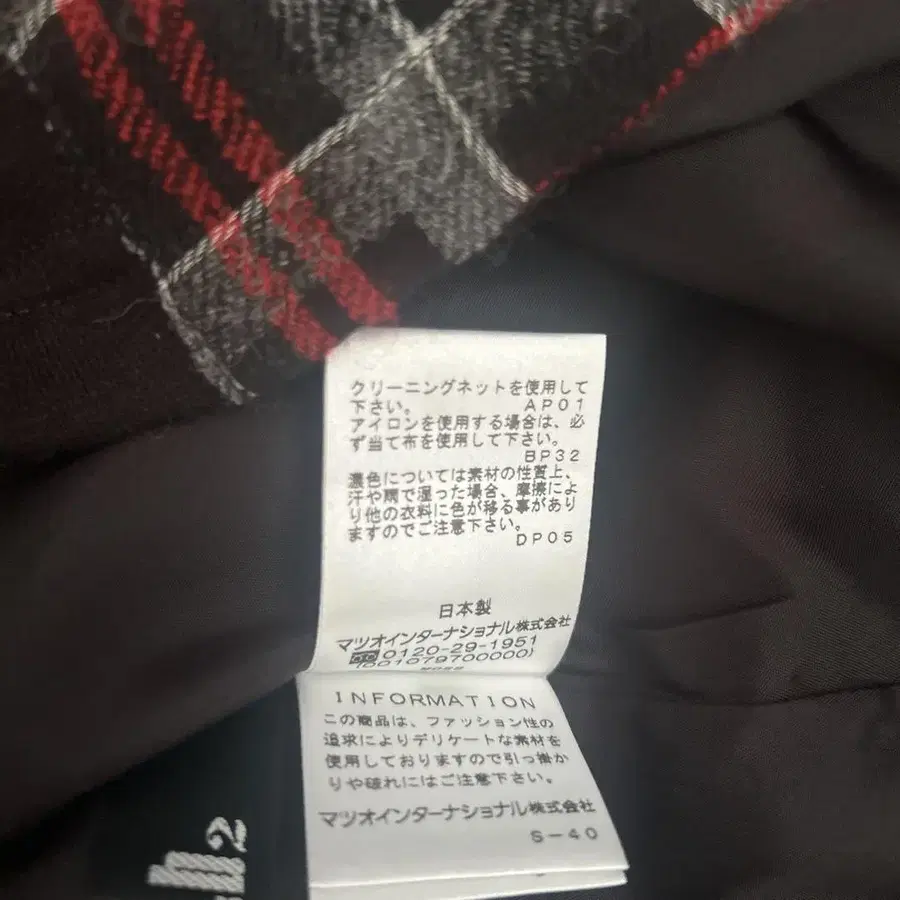 クリーニングネットを使用して
下さい。 AP01
アイロンを使用する場合は、必
ず当て布を使用して下さい。
BP32
濃色については素材の性質上、
汗や雨で湿った場合、摩擦によ
り他の衣料に色が移る事があり
ますのでご注意下さい。
DP05
日本製
マツオインターナショナル株式会社
0120-29-1951
(001079700000)
INFORMATION
この商品は、ファッション性の
追求によりデリケートな素材を
使用しておりますので引っ掛か
りや破れにはご注意下さい。
マツオインターナショナル株式会社
S-40
h2